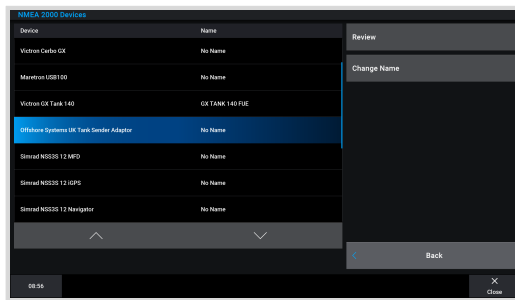 NMEA 2000 Devices
Device Name
Victron Cerbo GX No Name
Maretron USB100 No Name
Victron GX Tank 140 GX TANK 140 FUE
Offshore Systems UK Tank Sender Adaptor No Name
Simrad NSS3S 12 MFD No Name
Simrad NSS3S 12 iGPS No Name
Simrad NSS3S 12 Navigator No Name
Review
Change Name
Back
08:56
Close